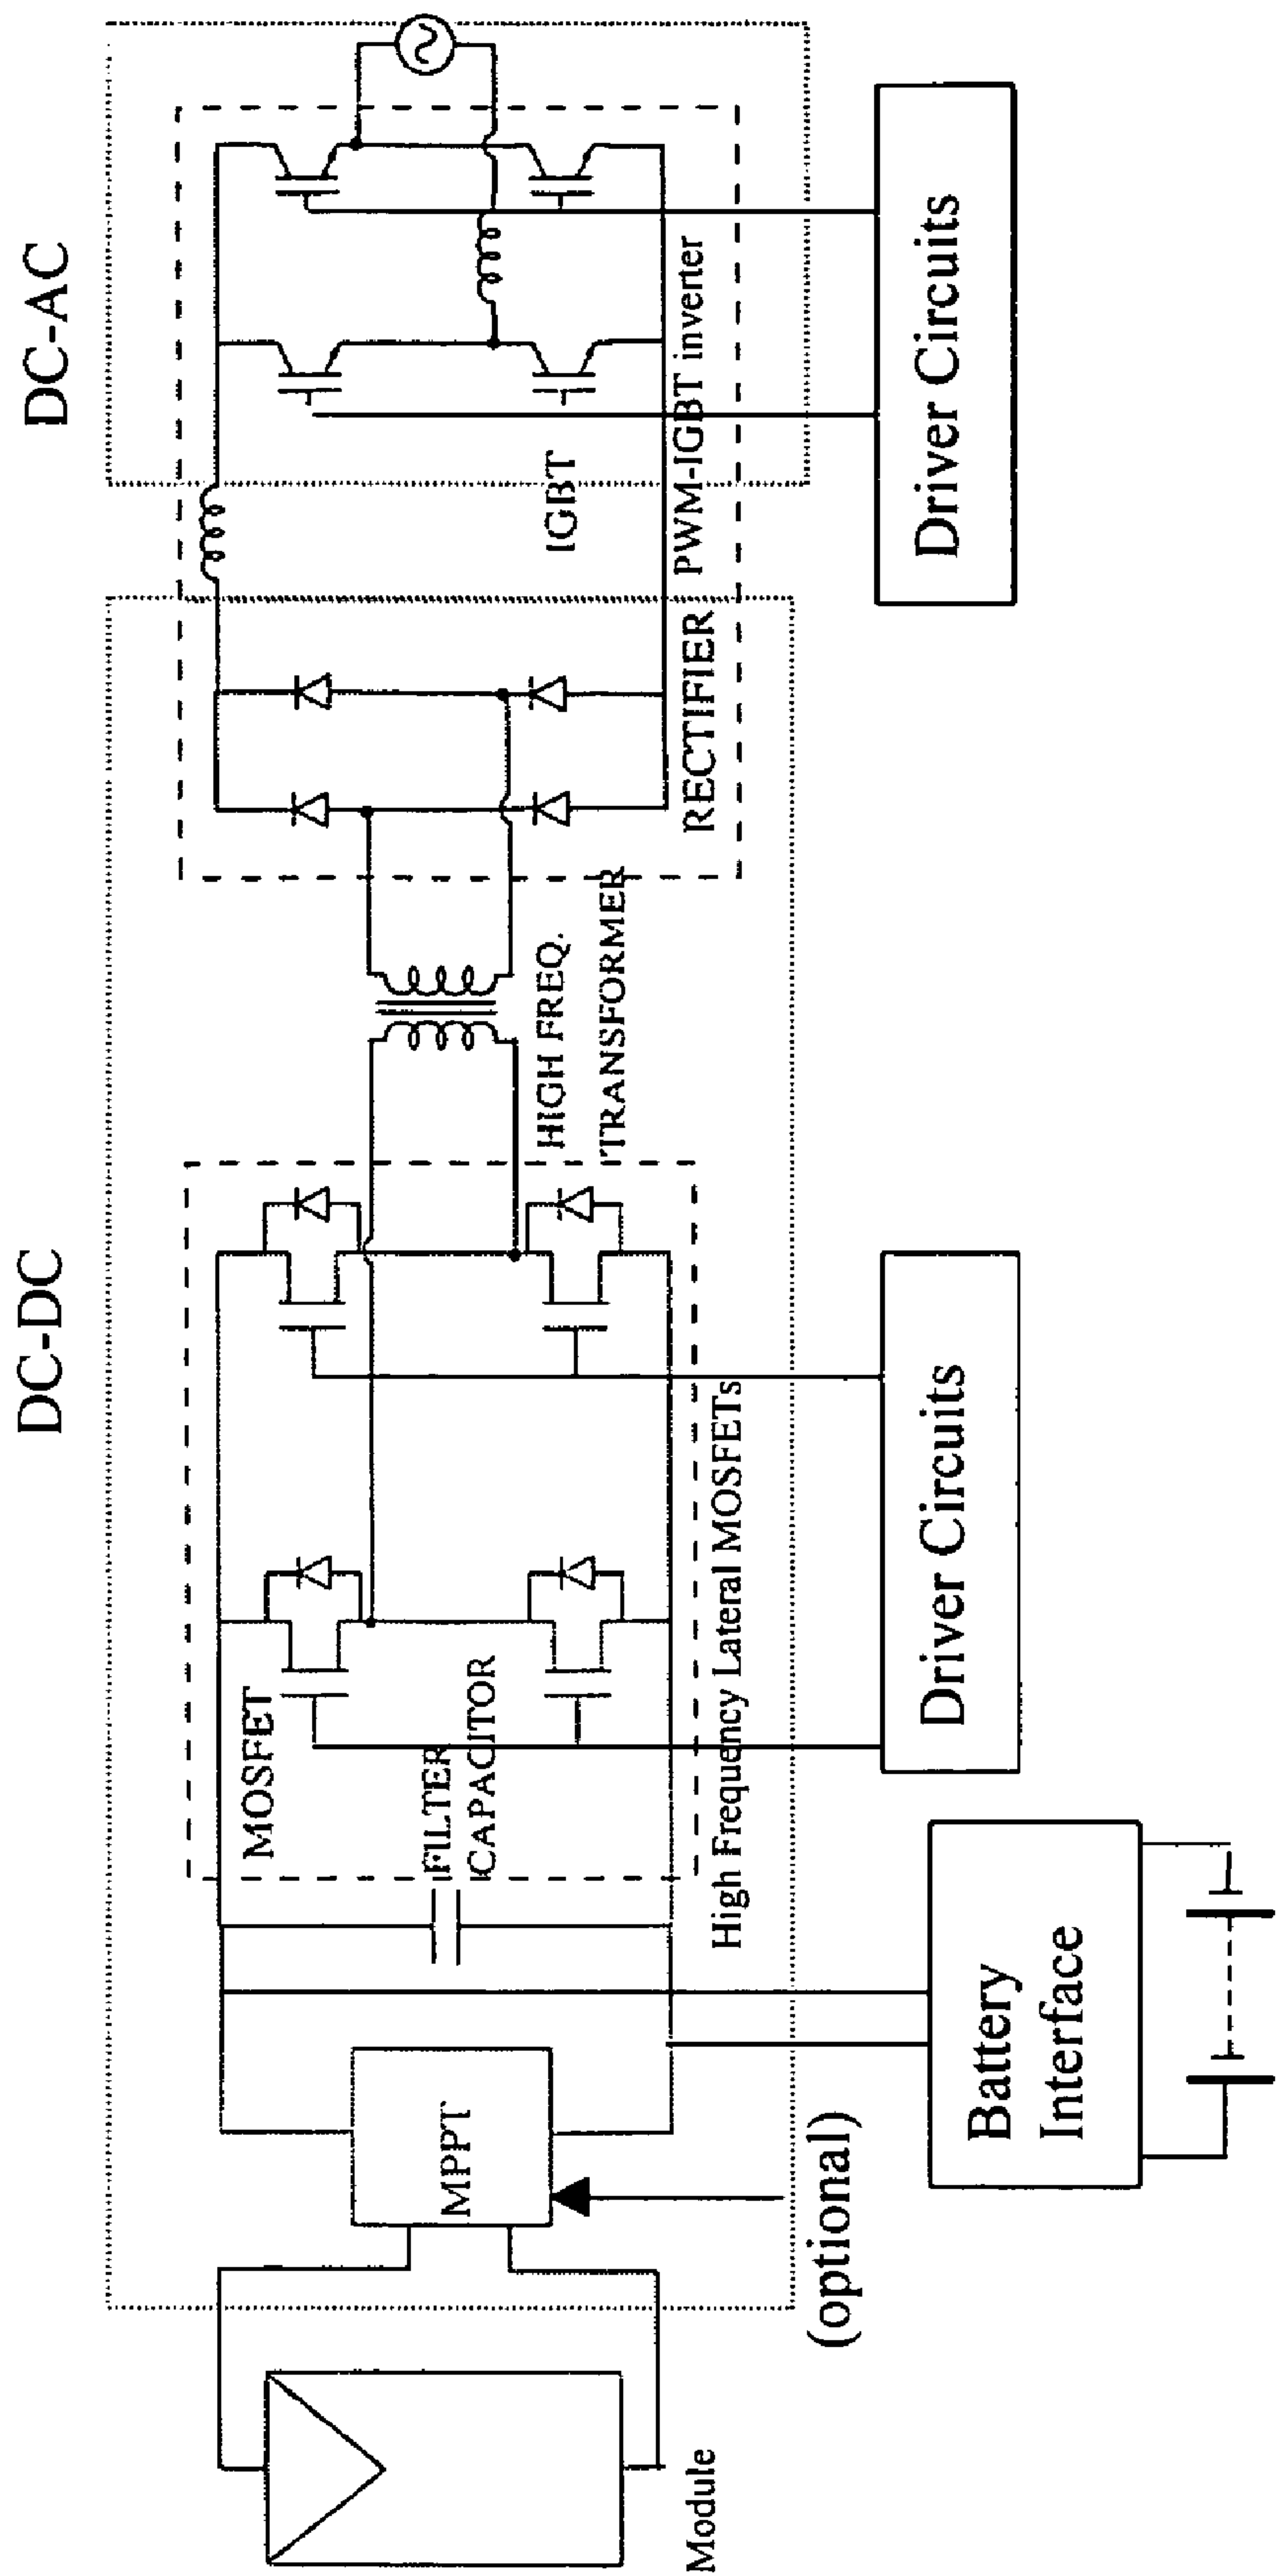 DC-DC
DC-AC
MOSFET
FILTER
CAPACITOR
High Frequency Lateral MOSFETs
HIGH FREQ.
TRANSFORMER
RECTIFIER
IGBT
PWM-IGBT inverter
MPPT
(optional)
Module
Battery
Interface
Driver Circuits
Driver Circuits